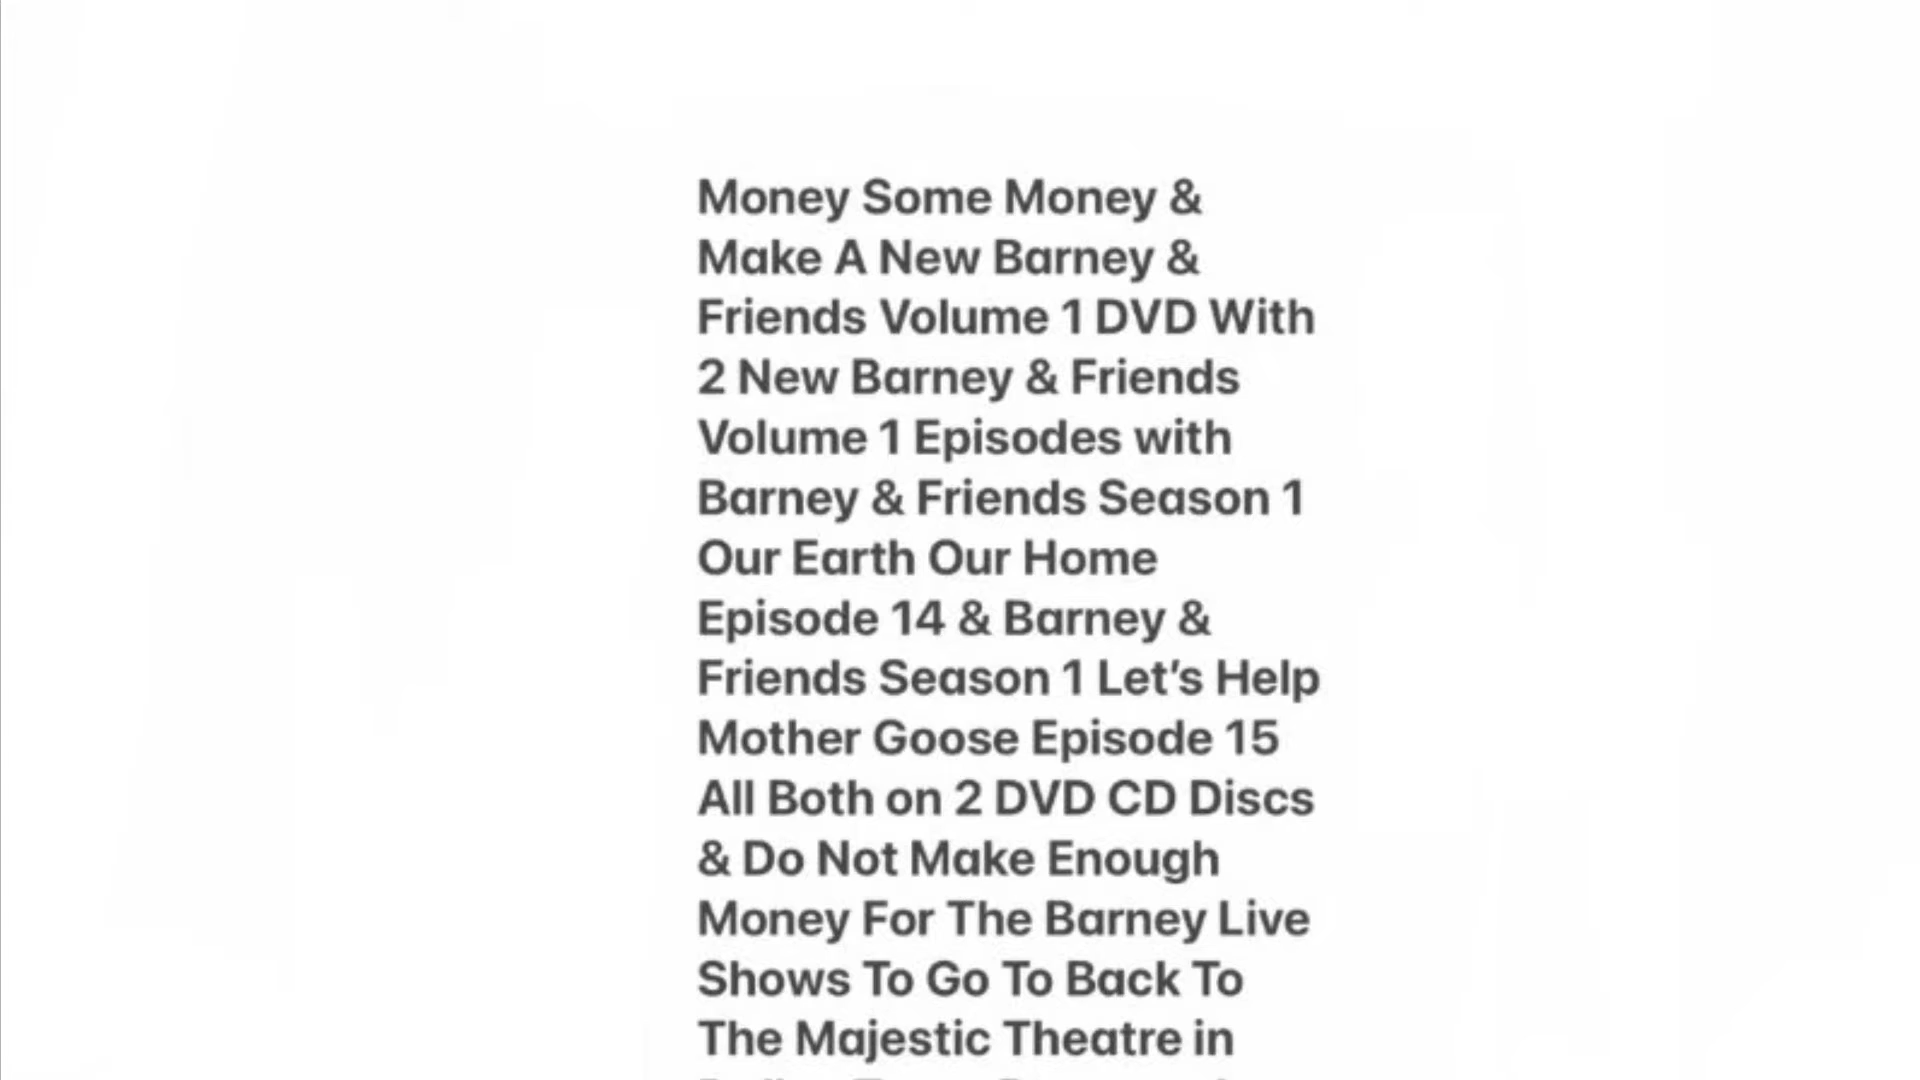 Money Some Money &
Make A New Barney &
Friends Volume 1 DVD With
2 New Barney & Friends
Volume 1 Episodes with
Barney & Friends Season 1
Our Earth Our Home
Episode 14 & Barney &
Friends Season 1 Let’s Help
Mother Goose Episode 15
All Both on 2 DVD CD Discs
& Do Not Make Enough
Money For The Barney Live
Shows To Go To Back To
The Majestic Theatre in